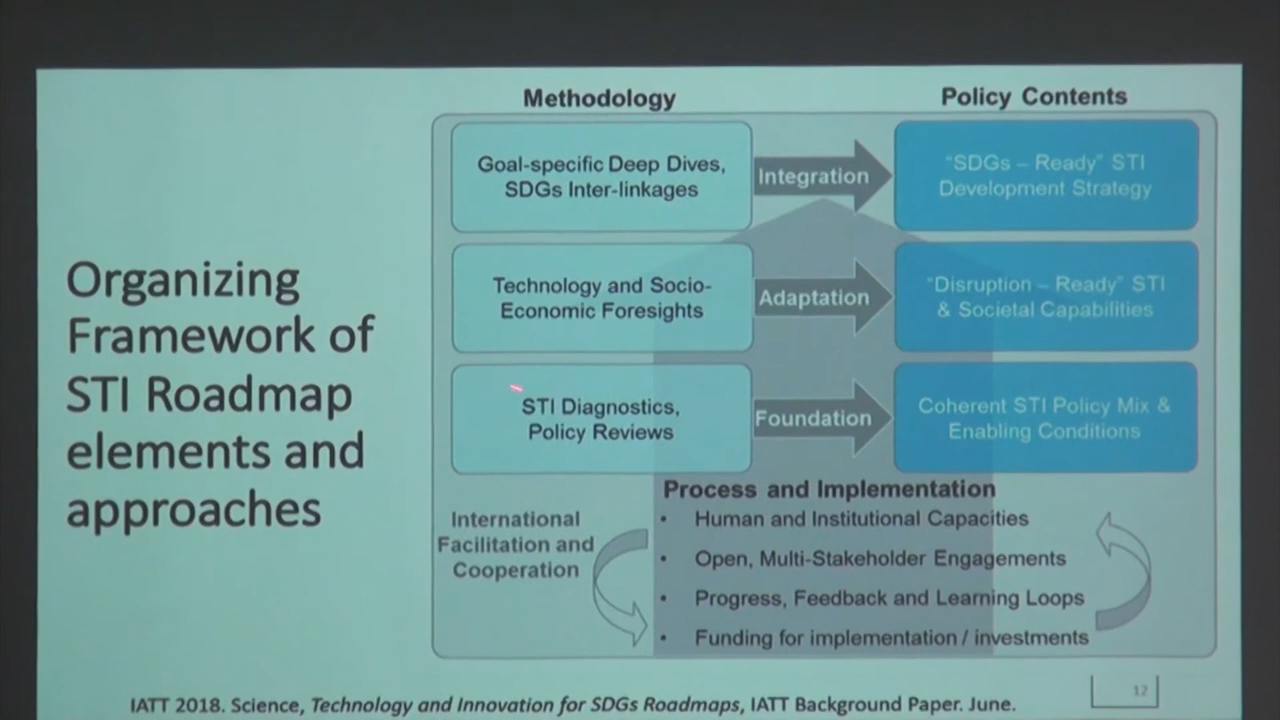 Organizing
Framework of
STI Roadmap
elements and
approaches
Methodology
Policy Contents
Goal-specific Deep Dives,
SDGs Inter-linkages
Integration
"SDGs – Ready" STI
Development Strategy
Technology and Socio-
Economic Foresights
Adaptation
"Disruption – Ready" STI
& Societal Capabilities
STI Diagnostics,
Policy Reviews
Foundation
Coherent STI Policy Mix &
Enabling Conditions
International
Facilitation and
Cooperation
Process and Implementation
• Human and Institutional Capacities
• Open, Multi-Stakeholder Engagements
• Progress, Feedback and Learning Loops
• Funding for implementation / investments
IATT 2018. Science, Technology and Innovation for SDGs Roadmaps, IATT Background Paper. June.
12